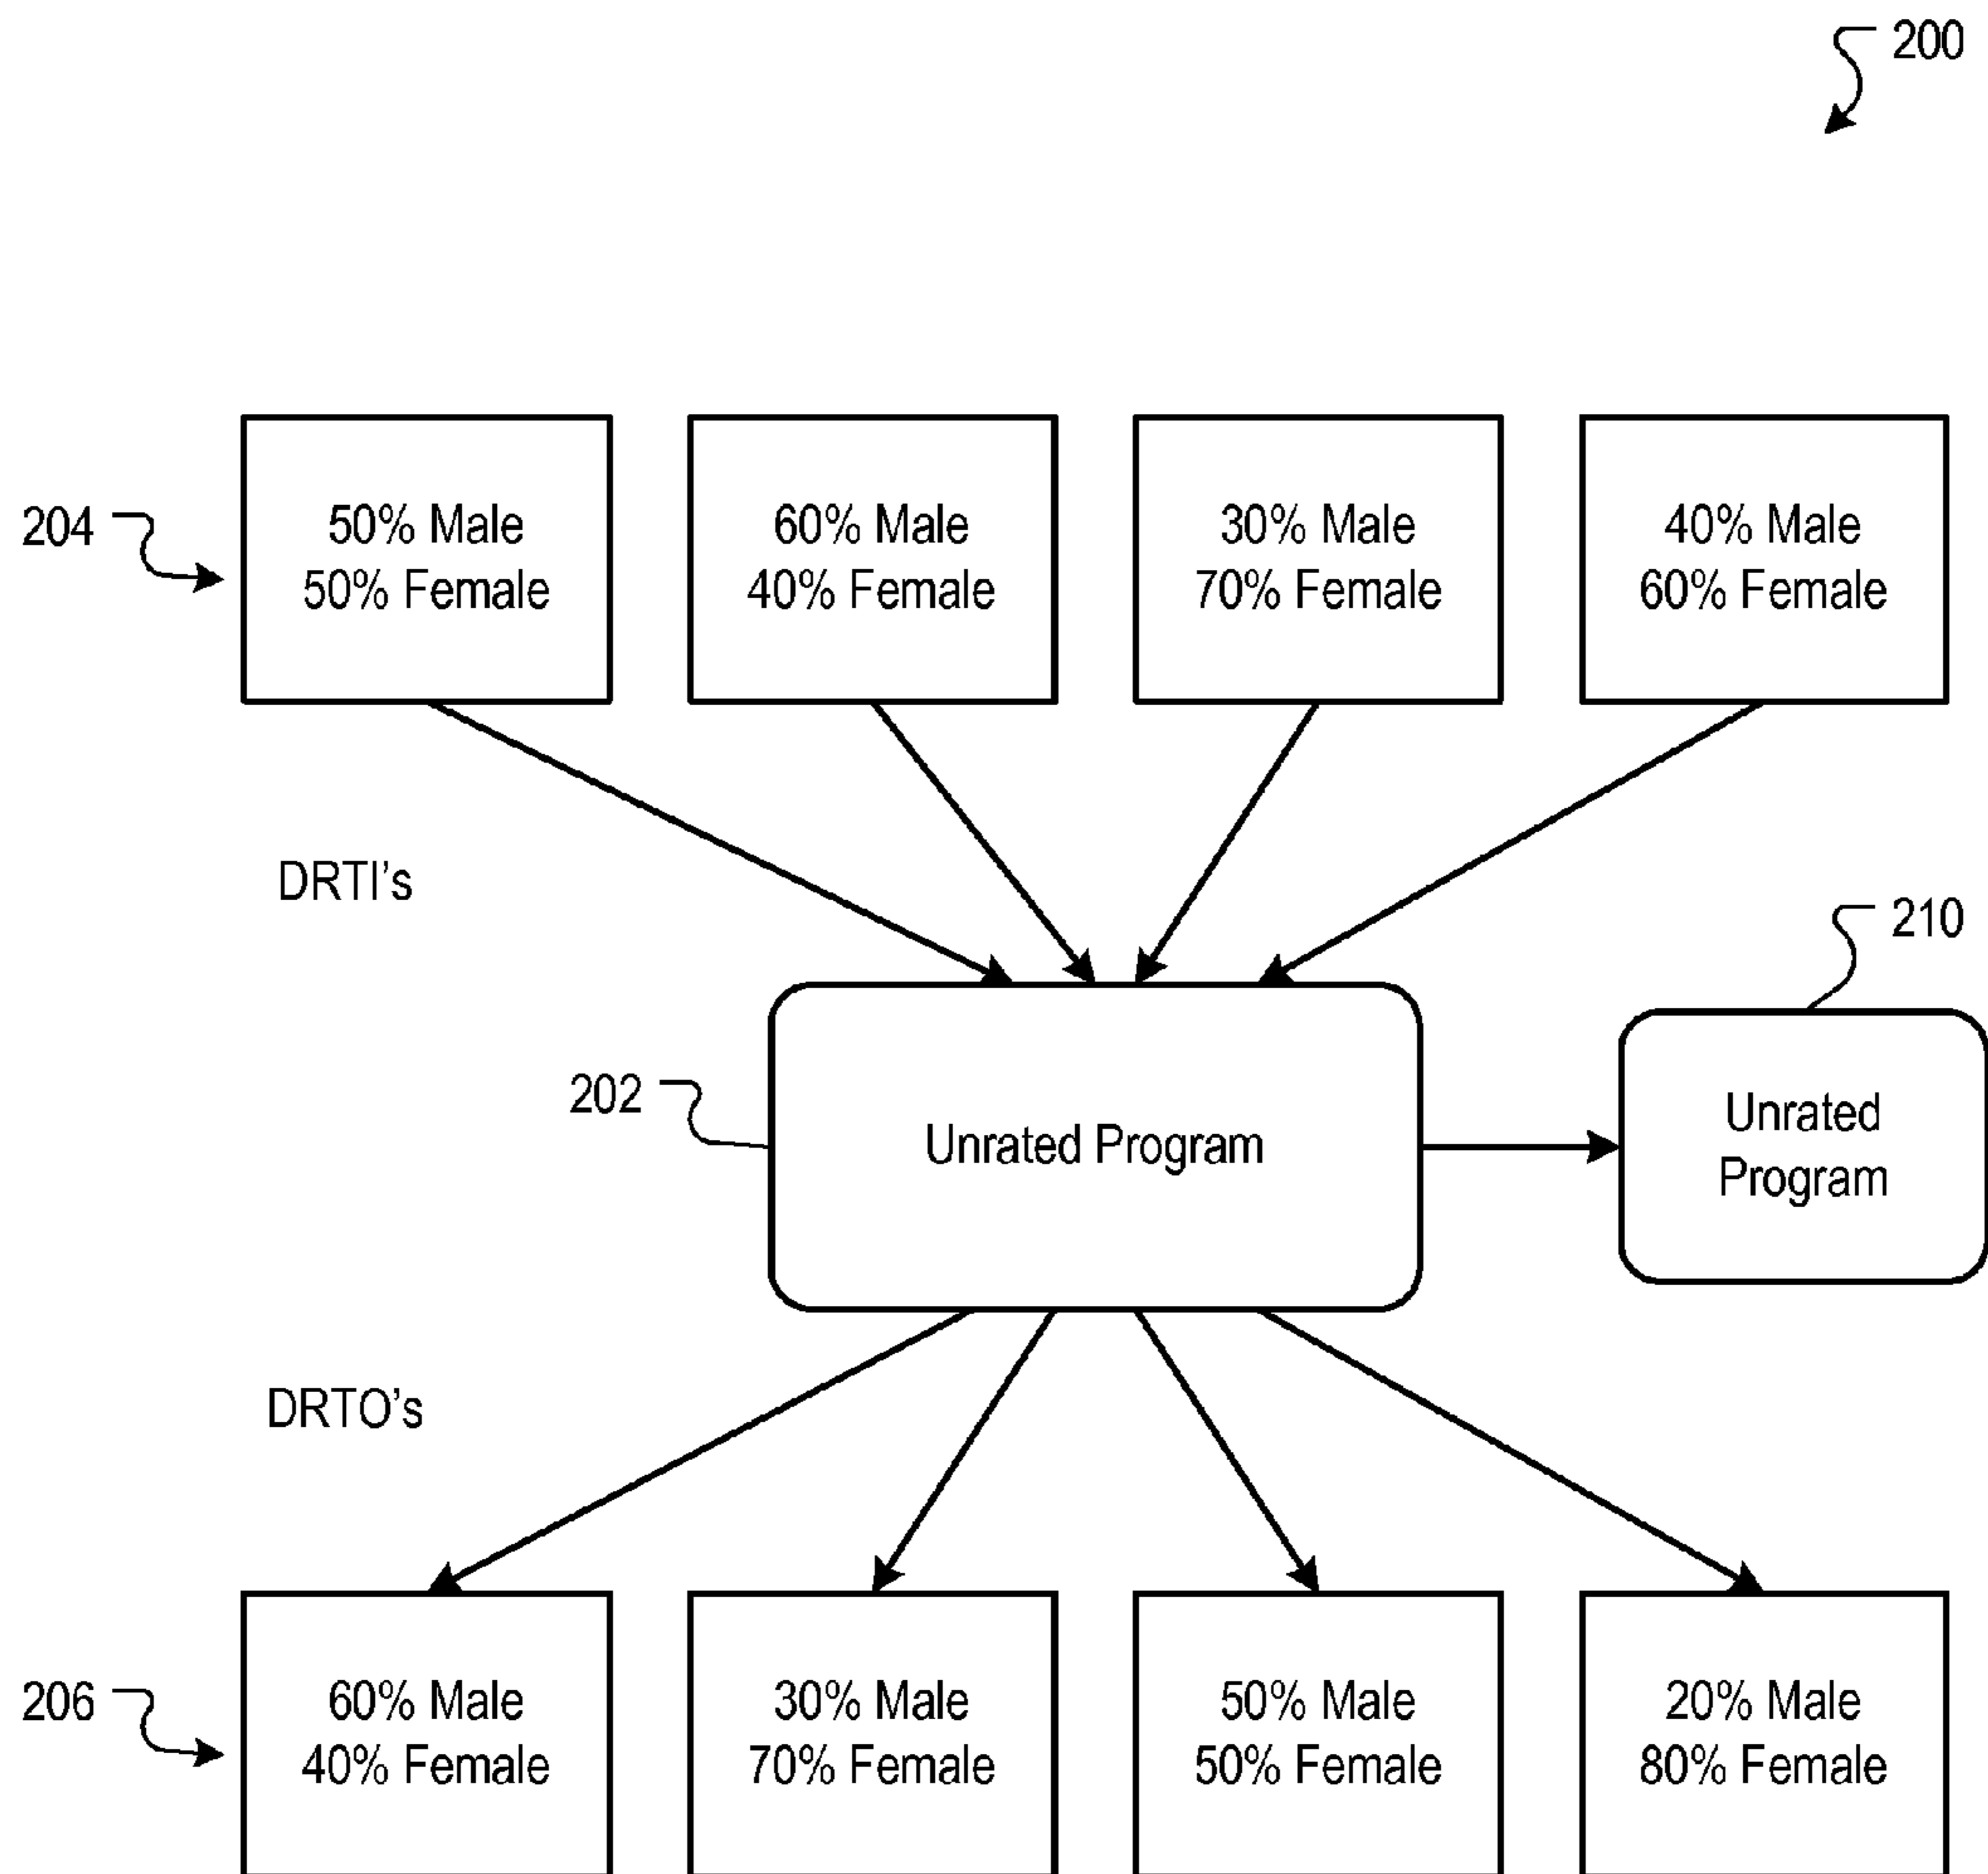 200
204
50% Male
50% Female
60% Male
40% Female
30% Male
70% Female
40% Male
60% Female
DRTI's
210
202
Unrated Program
Unrated
Program
DRTO's
206
60% Male
40% Female
30% Male
70% Female
50% Male
50% Female
20% Male
80% Female